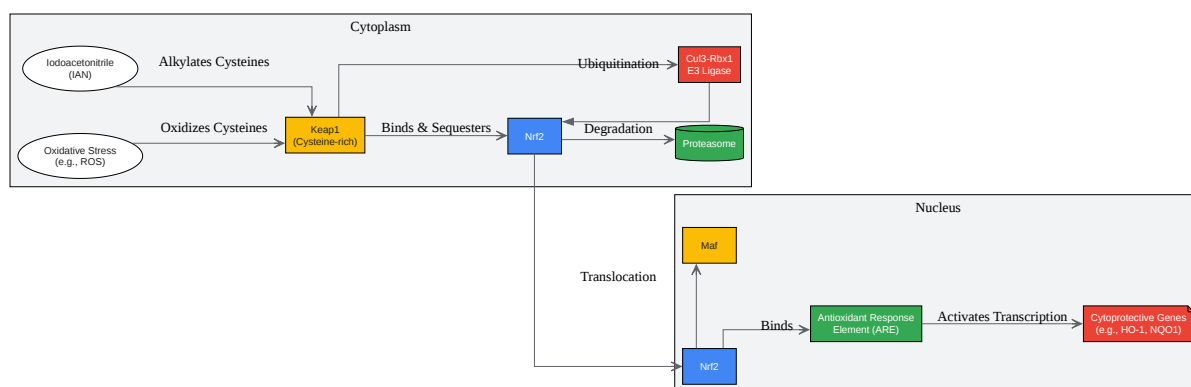 Cytoplasm
Iodoacetonitrile
(IAN)
Alkylates Cysteines
Ubiquitination
Cul3-Rbx1
E3 Ligase
Oxidizes Cysteines
Keap1
(Cysteine-rich)
Binds & Sequesters
Nrf2
Degradation
Proteasome
Oxidative Stress
(e.g., ROS)
Nucleus
Maf
Translocation
Binds
Antioxidant Response
Element (ARE)
Activates Transcription
Cytoprotective Genes
(e.g., HO-1, NQO1)
Nrf2